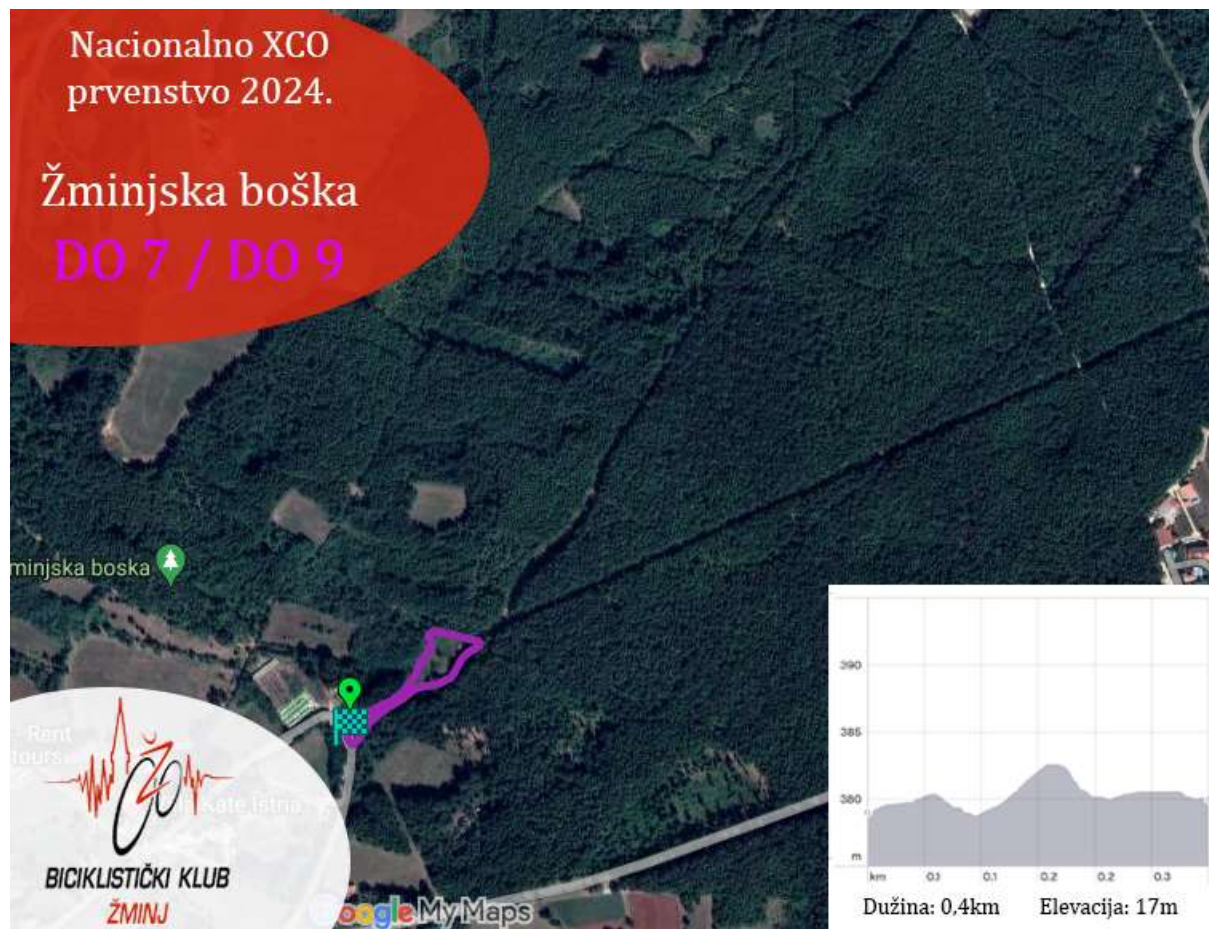 Nacionalno XCO
prvenstvo 2024.
Žminjska boška
DO 7 / DO 9
minjska boska
Rent
tours
Kate Istria
BICIKLISTIČKI KLUB
ŽMINJ
Google My Maps
390
385
380
m
km 0.1 0.1 0.2 0.2 0.3
Dužina: 0,4km Elevacija: 17m